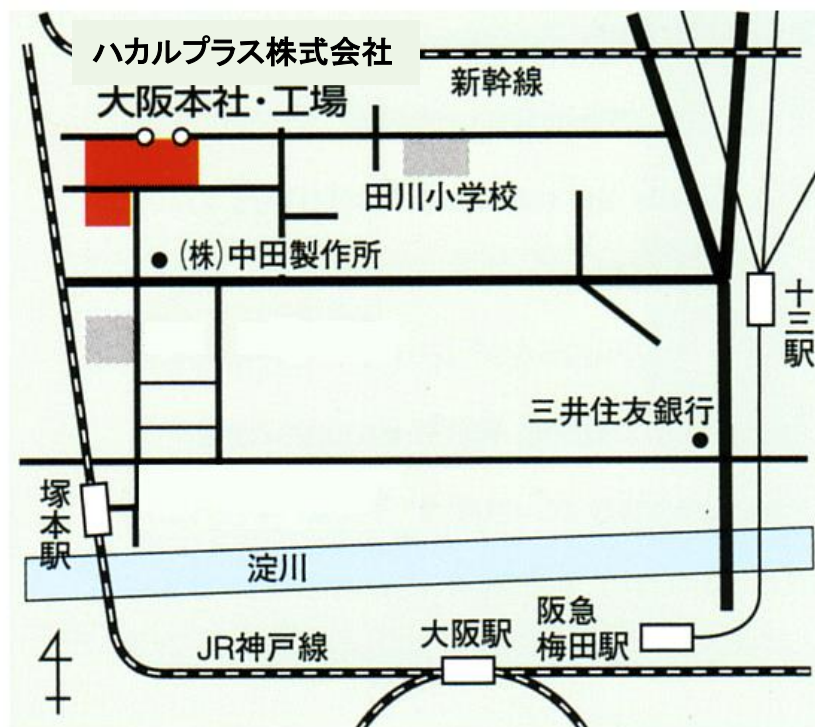 ハカルプラス株式会社
新幹線
大阪本社・工場
田川小学校
(株)中田製作所
十三駅
三井住友銀行
塚本駅
淀川
阪急
梅田駅
大阪駅
JR神戸線